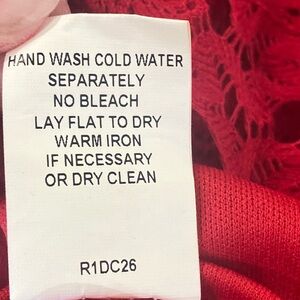 HAND WASH COLD WATER
SEPARATELY
NO BLEACH
LAY FLAT TO DRY
WARM IRON
IF NECESSARY
OR DRY CLEAN
R1DC26